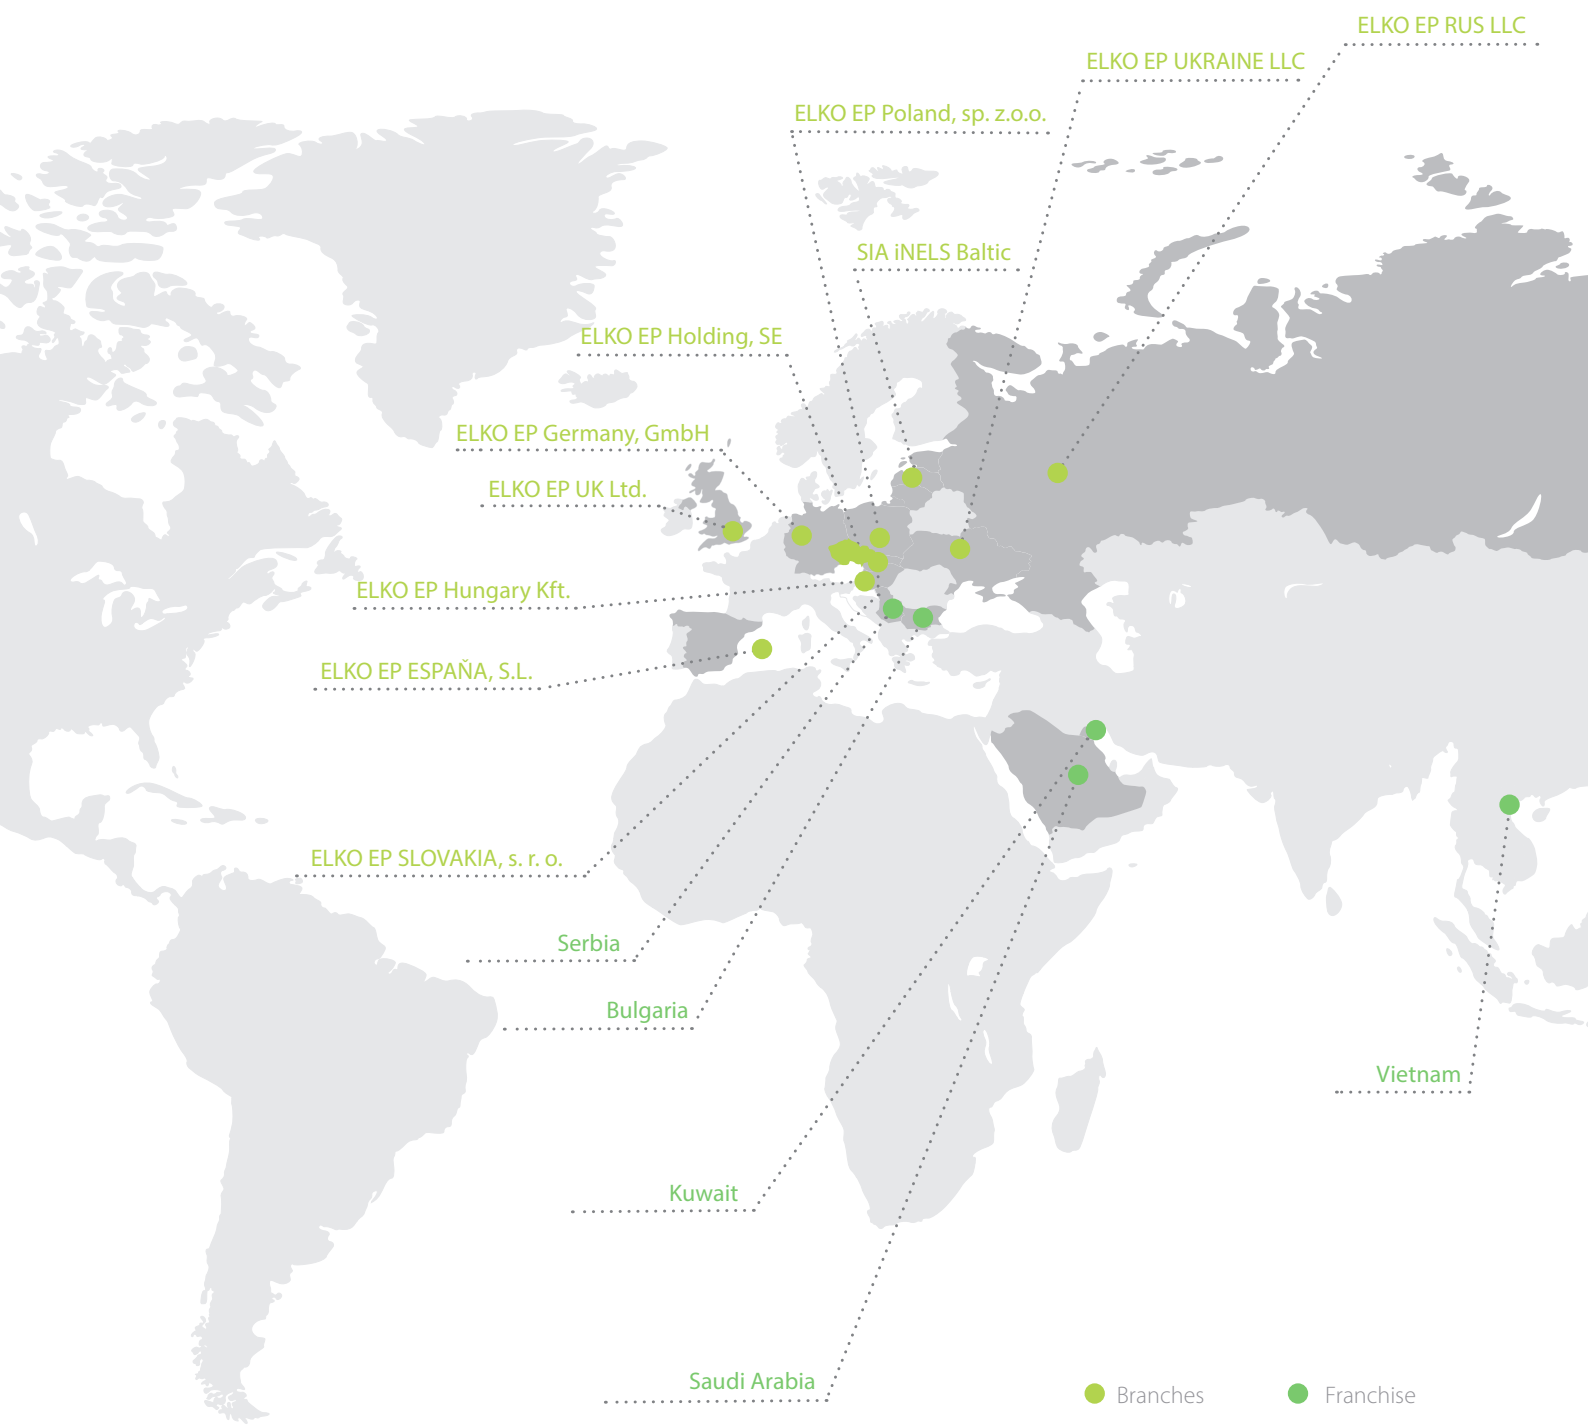 ELKO EP RUS LLC
ELKO EP UKRAINE LLC
ELKO EP Poland, sp. z.o.o.
SIA iNELS Baltic
ELKO EP Holding, SE
ELKO EP Germany, GmbH
ELKO EP UK Ltd.
ELKO EP Hungary Kft.
ELKO EP ESPAŇA, S.L.
ELKO EP SLOVAKIA, s. r. o.
Serbia
Bulgaria
Vietnam
Kuwait
Saudi Arabia
Branches
Franchise